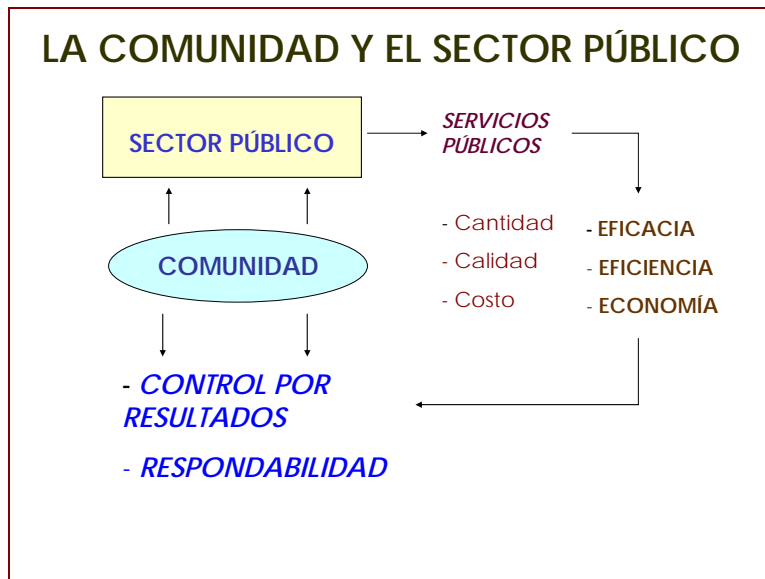 LA COMUNIDAD Y EL SECTOR PÚBLICO
SECTOR PÚBLICO
SERVICIOS
PÚBLICOS
COMUNIDAD
- Cantidad
- Calidad
- Costo
- EFICACIA
- EFICIENCIA
- ECONOMÍA
- CONTROL POR
RESULTADOS
- RESPONDABILIDAD